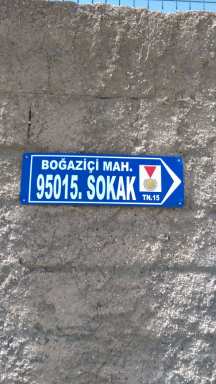 BOĞAZİÇİ MAH.
95015. SOKAK
TN.15